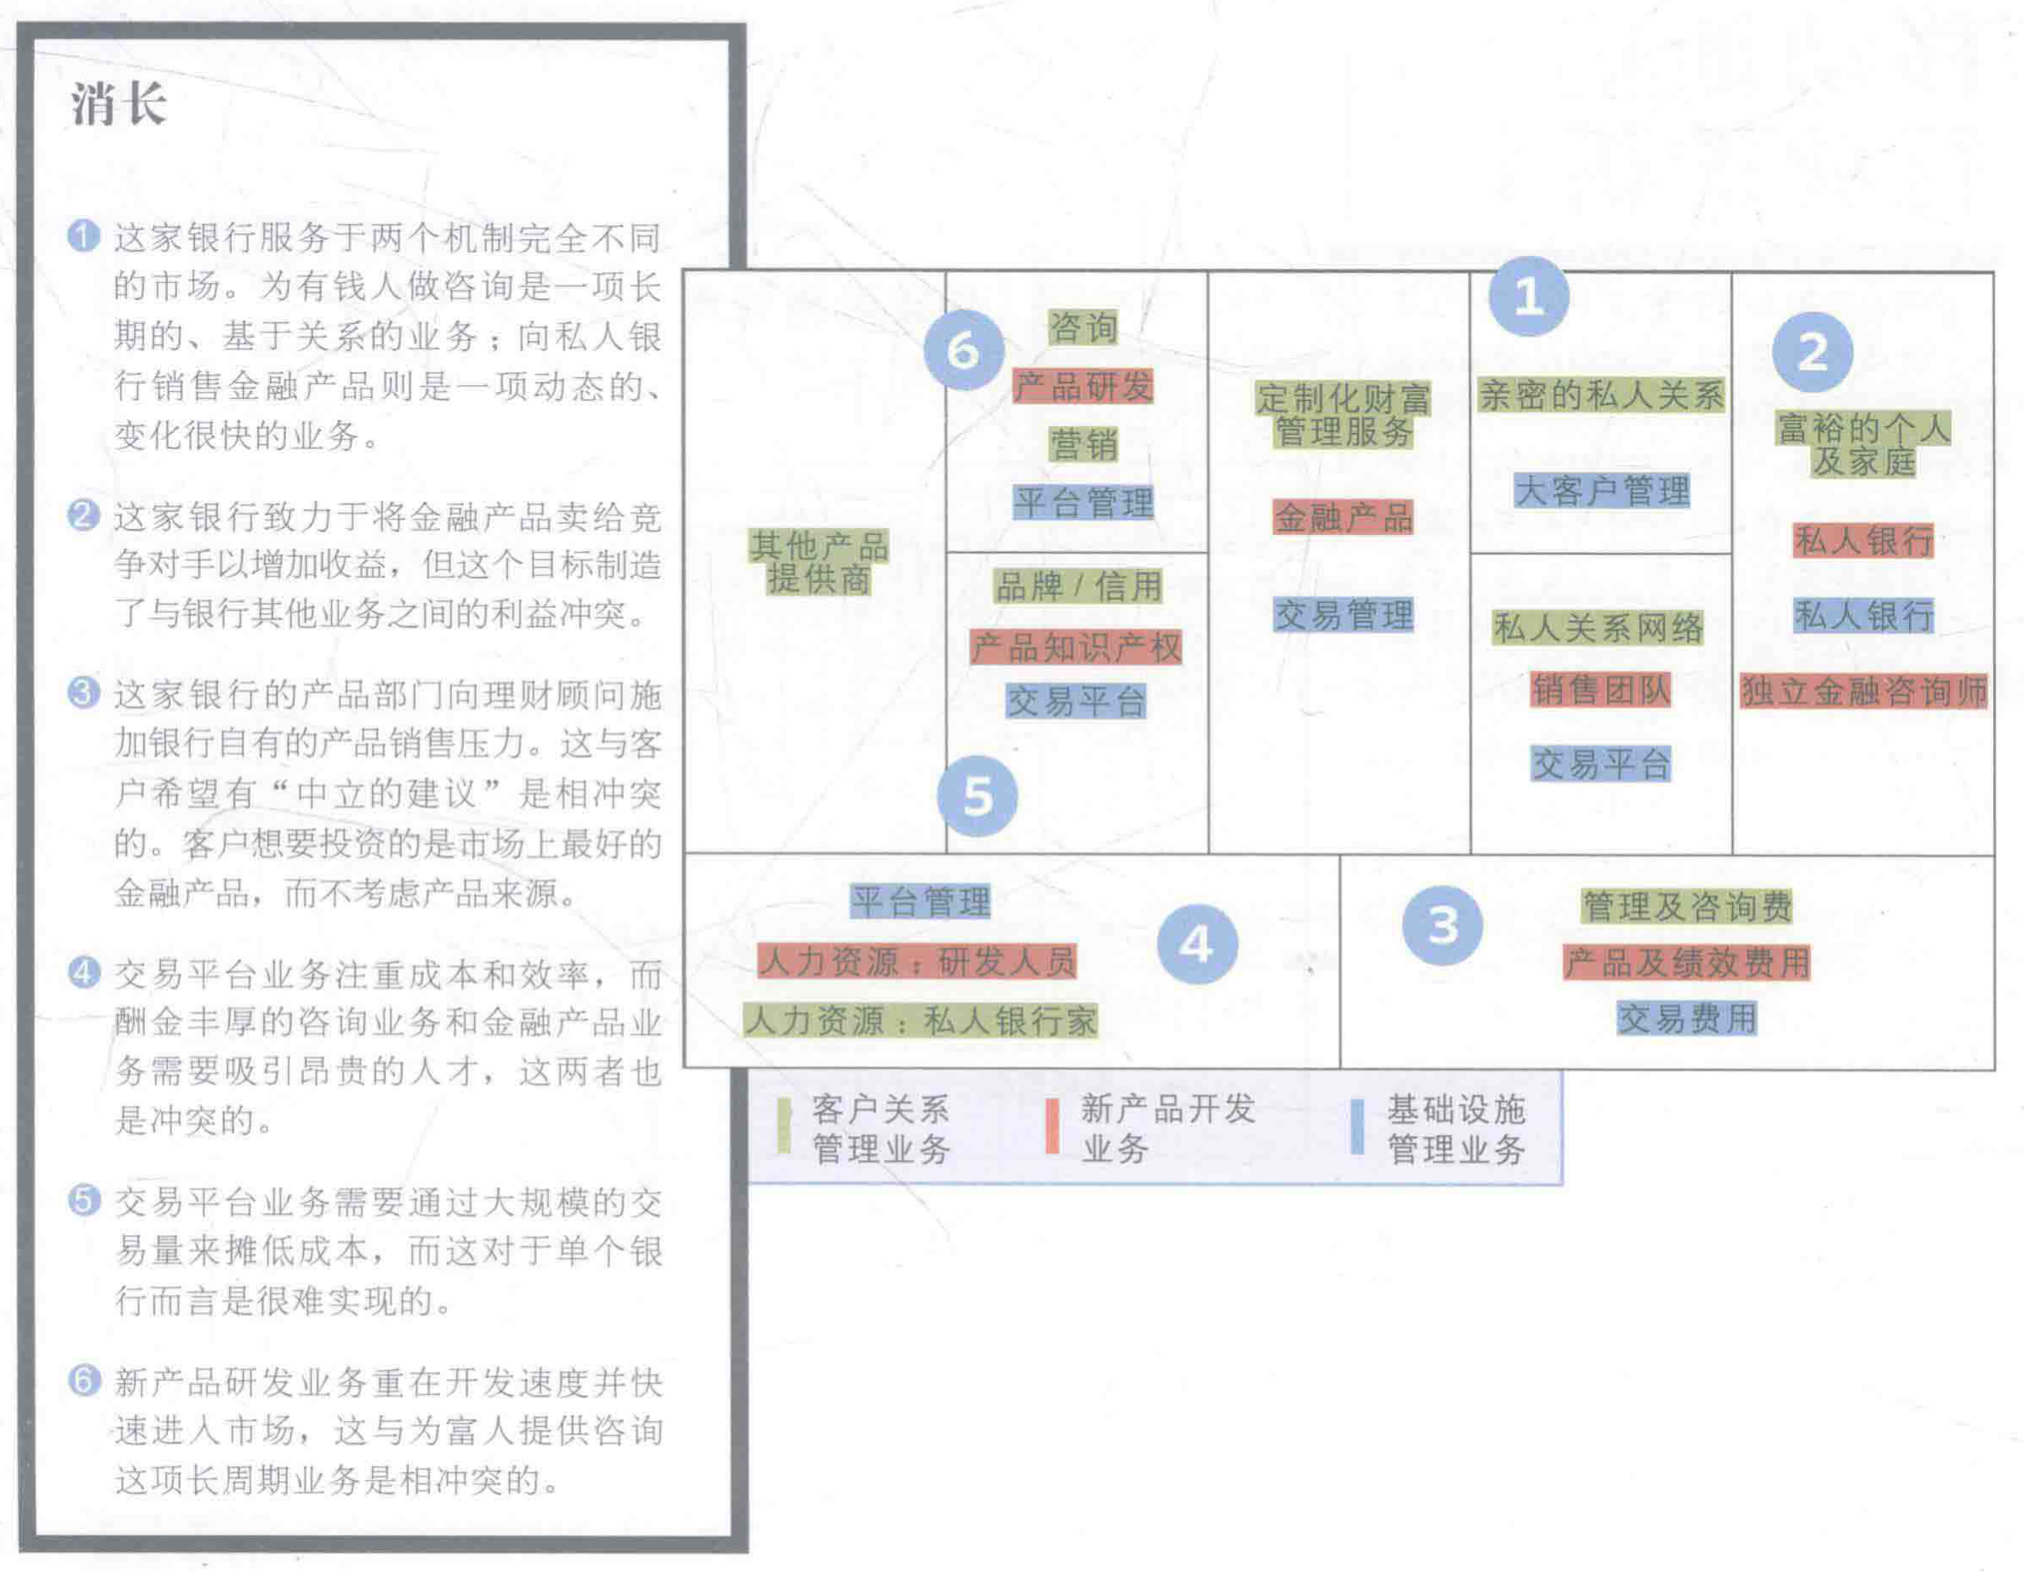 消长
1 这家银行服务于两个机制完全不同
的市场。为有钱人做咨询是一项长
期的、基于关系的业务；向私人银
行销售金融产品则是一项动态的、
变化很快的业务。
2 这家银行致力于将金融产品卖给竞
争对手以增加收益，但这个目标制造
了与银行其他业务之间的利益冲突。
3 这家银行的产品部门向理财顾问施
加银行自有的产品销售压力。这与客
户希望有“中立的建议”是相冲突
的。客户想要投资的是市场上最好的
金融产品，而不考虑产品来源。
4 交易平台业务注重成本和效率，而
酬金丰厚的咨询业务和金融产品业
务需要吸引昂贵的人才，这两者也
是冲突的。
5 交易平台业务需要通过大规模的交
易量来摊低成本，而这对于单个银
行而言是很难实现的。
6 新产品研发业务重在开发速度并快
速进入市场，这与为富人提供咨询
这项长周期业务是相冲突的。
其他产品
提供商
6
咨询
产品研发
营销
平台管理
品牌 / 信用
产品知识产权
交易平台
5
定制化财富
管理服务
金融产品
交易管理
1
亲密的私人关系
大客户管理
私人关系网络
销售团队
交易平台
2
富裕的个人
及家庭
私人银行
私人银行
独立金融咨询师
平台管理
人力资源：研发人员
人力资源：私人银行家
4
3
管理及咨询费
产品及绩效费用
交易费用
客户关系
管理业务
新产品开发
业务
基础设施
管理业务